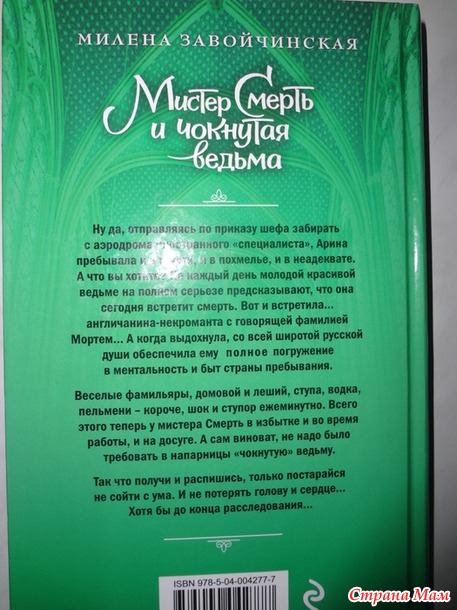 МИЛЕНА ЗАВОЙЧИНСКАЯ
Мистер Смерть
и чокнутая
ведьма
Ну да, отправляясь по приказу шефа забирать
с аэродрома иностранного «специалиста», Арина
пребывала и в и в похмелье, и в неадеквате.
А что вы хотите? Не каждый день молодой красивой
ведьме на полном серьезе предсказывают, что она
сегодня встретит смерть. Вот и встретила...
англичанина-некроманта с говорящей фамилией
Мортем... А когда выдохнула, со всей широтой русской
души обеспечила ему полное погружение
в ментальность и быт страны пребывания.
Веселые фамильяры, домовой и леший, ступа, водка,
пельмени – короче, шок и ступор ежеминутно. Всего
этого теперь у мистера Смерть в избытке и во время
работы, и на досуге. А сам виноват, не надо было
требовать в напарницы «чокнутую» ведьму.
Так что получи и распишись, только постарайся
не сойти с ума. И не потерять голову и сердце...
Хотя бы до конца расследования...
ISBN 978-5-04-004277-7
Страна Мам